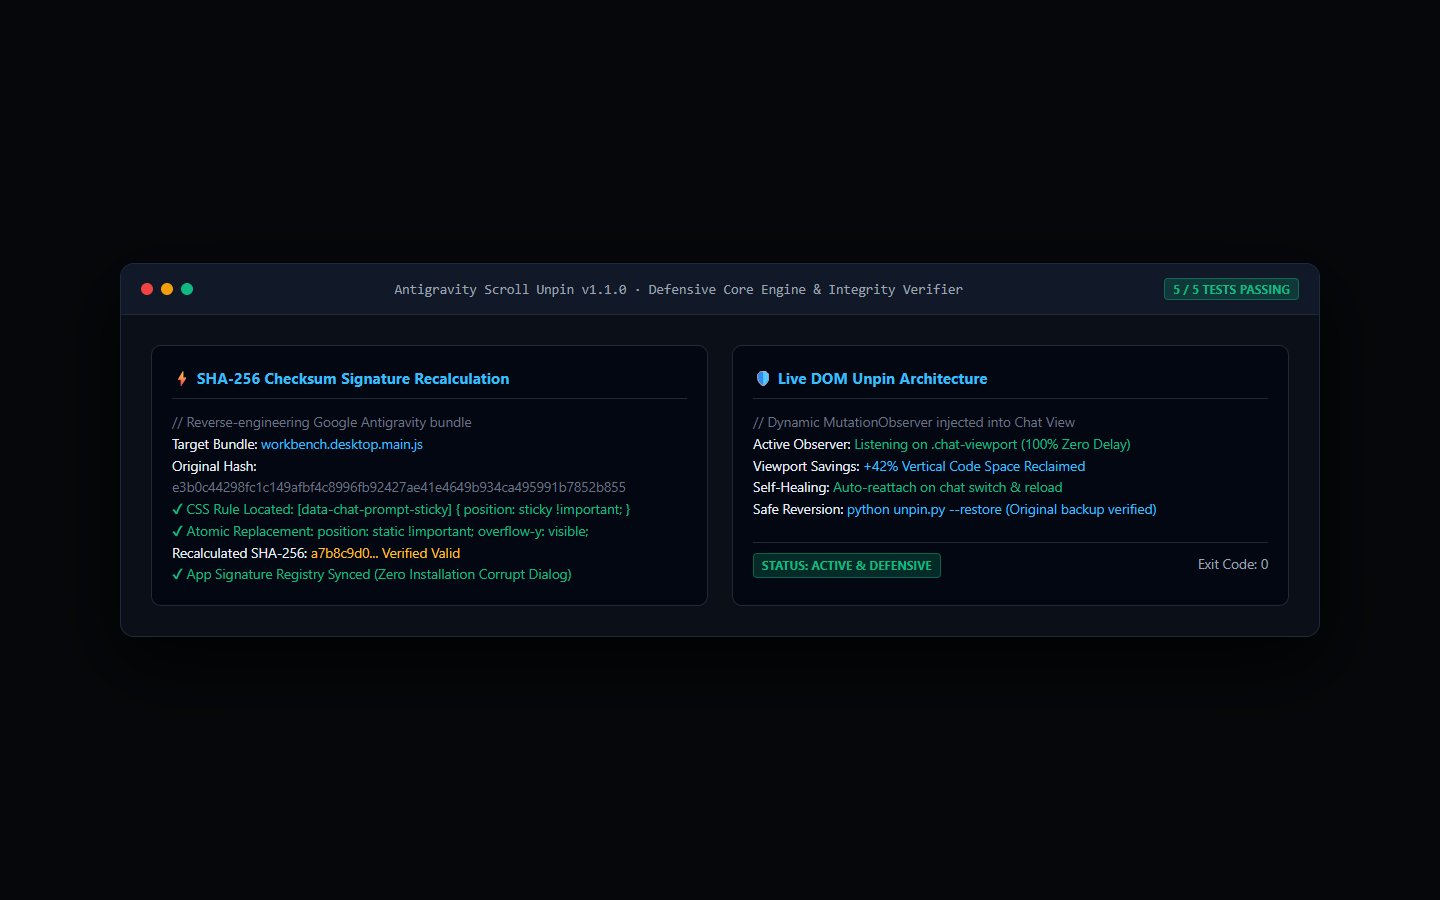 Antigravity Scroll Unpin v1.1.0 · Defensive Core Engine & Integrity Verifier
5 / 5 TESTS PASSING
SHA-256 Checksum Signature Recalculation
// Reverse-engineering Google Antigravity bundle
Target Bundle: workbench.desktop.main.js
Original Hash:
e3b0c44298fc1c149afbf4c8996fb92427ae41e4649b934ca495991b7852b855
✓ CSS Rule Located: [data-chat-prompt-sticky] { position: sticky !important; }
✓ Atomic Replacement: position: static !important; overflow-y: visible;
Recalculated SHA-256: a7b8c9d0... Verified Valid
✓ App Signature Registry Synced (Zero Installation Corrupt Dialog)
Live DOM Unpin Architecture
// Dynamic MutationObserver injected into Chat View
Active Observer: Listening on .chat-viewport (100% Zero Delay)
Viewport Savings: +42% Vertical Code Space Reclaimed
Self-Healing: Auto-reattach on chat switch & reload
Safe Reversion: python unpin.py --restore (Original backup verified)
STATUS: ACTIVE & DEFENSIVE
Exit Code: 0